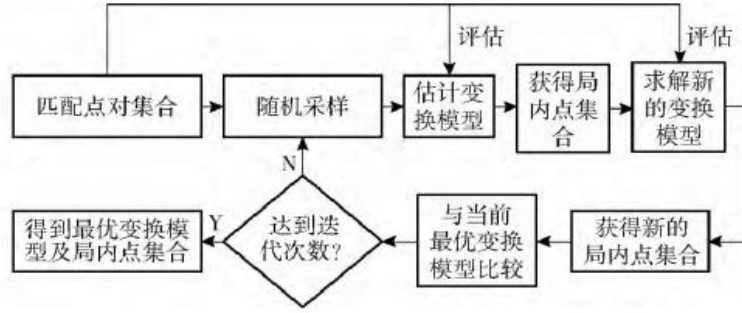 评估
评估
匹配点对集合
随机采样
估计变
换模型
获得局
内点集
合
求解新
的变换
模型
N
得到最优变换模
型及局内点集合
Y
达到迭
代次数?
与当前
最优变换
模型比较
获得新的
局内点集合